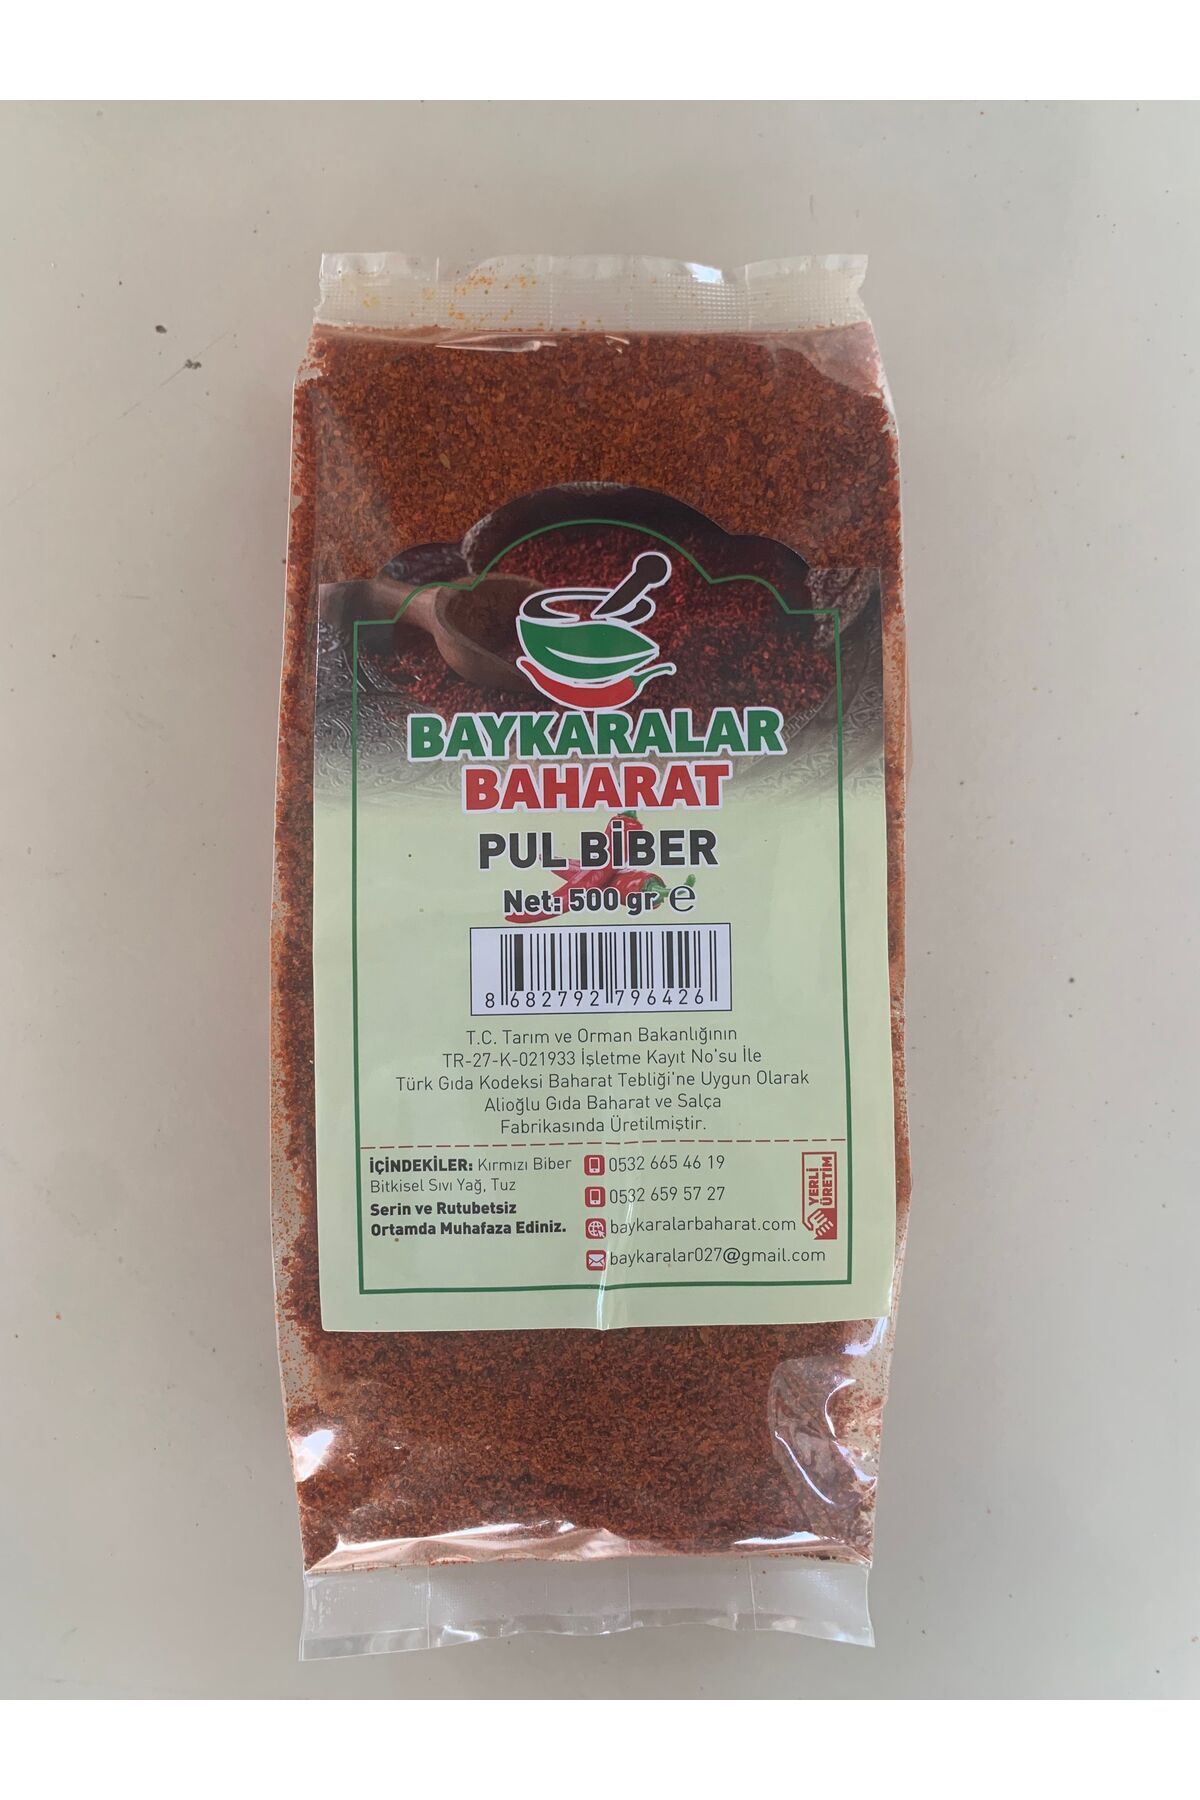 BAYKARALAR
BAHARAT
PUL BİBER
Net: 500 gr ℮
8 682792 796426
T.C. Tarım ve Orman Bakanlığının
TR-27-K-021933 İşletme Kayıt No'su İle
Türk Gıda Kodeksi Baharat Tebliği'ne Uygun Olarak
Alioğlu Gıda Baharat ve Salça
Fabrikasında Üretilmiştir.
İÇİNDEKİLER: Kırmızı Biber
Bitkisel Sıvı Yağ, Tuz
Serin ve Rutubetsiz
Ortamda Muhafaza Ediniz.
0532 665 46 19
0532 659 57 27
baykaralarbaharat.com
baykaralar027@gmail.com
YERLİ
ÜRETİM